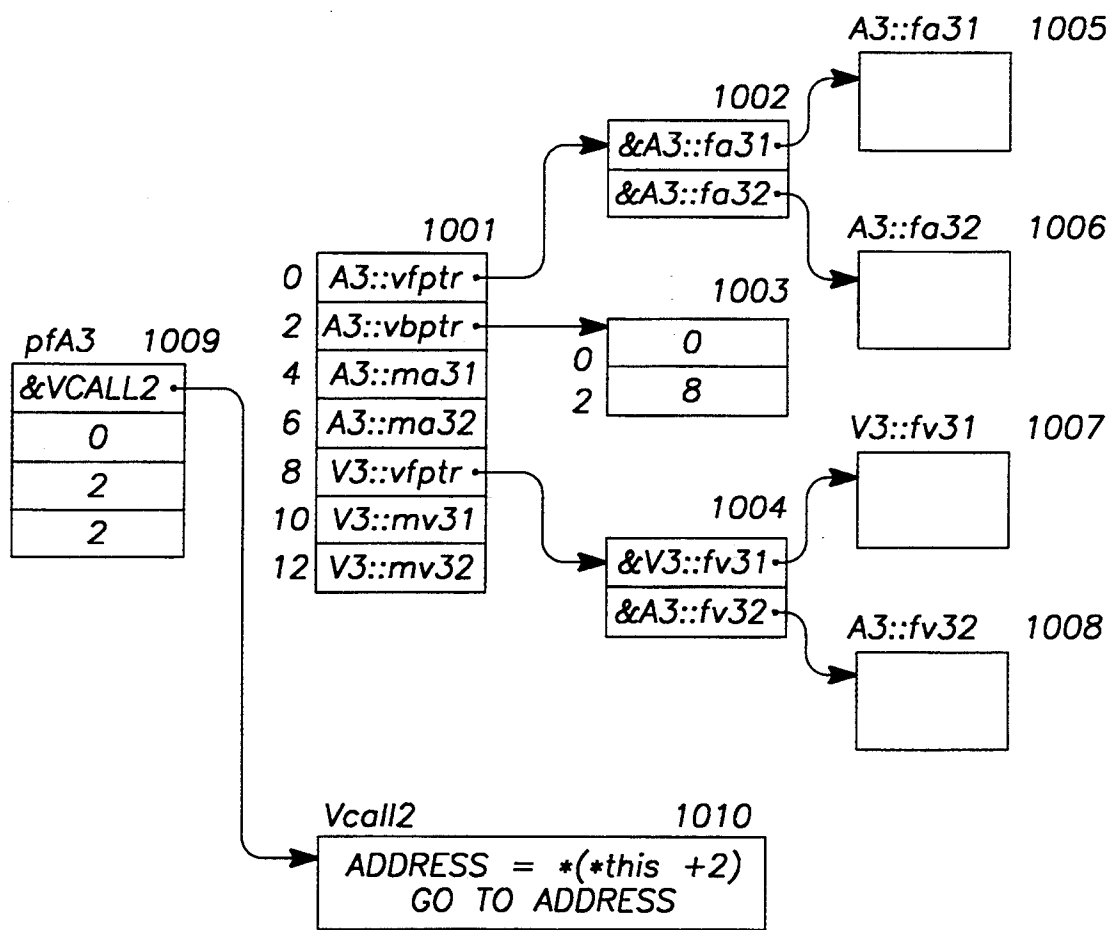 A3::fa31 1005
1002
&A3::fa31
&A3::fa32
A3::fa32 1006
1001
0 A3::vfptr
2 A3::vbptr
4 A3::ma31
6 A3::ma32
8 V3::vfptr
10 V3::mv31
12 V3::mv32
1003
0 0
2 8
pfA3 1009
&VCALL2
0
2
2
V3::fv31 1007
1004
&V3::fv31
&A3::fv32
A3::fv32 1008
Vcall2 1010
ADDRESS = *(*this +2)
GO TO ADDRESS